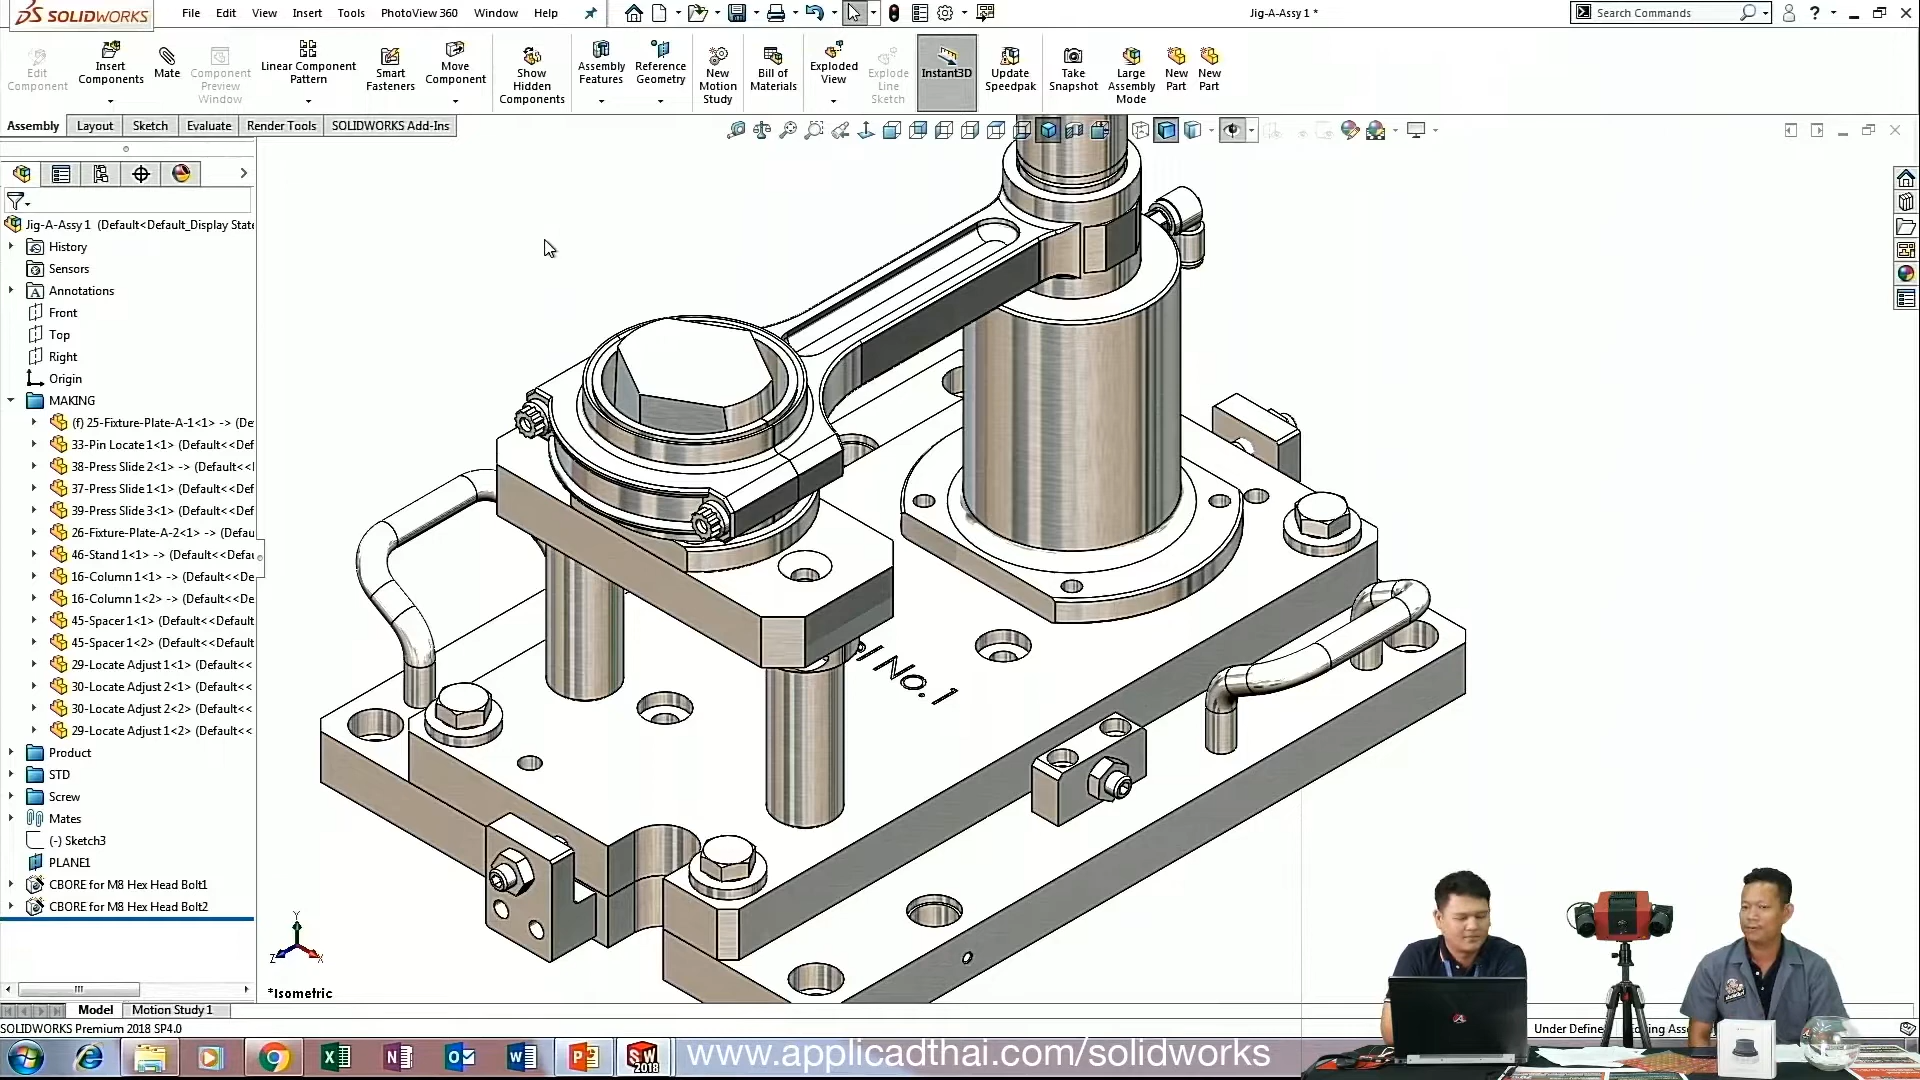 SOLIDWORKS File Edit View Insert Tools PhotoView 360 Window Help Jig-A-Assy 1 * Search Commands ?
Edit Component
Insert Components
Mate
Component Preview Window
Linear Component Pattern
Smart Fasteners
Move Component
Show Hidden Components
Assembly Features
Reference Geometry
New Motion Study
Bill of Materials
Exploded View
Explode Line Sketch
Instant3D
Update Speedpak
Take Snapshot
Large Assembly Mode
New Part
New Part
Assembly Layout Sketch Evaluate Render Tools SOLIDWORKS Add-Ins
Jig-A-Assy 1 (Default<Default_Display State
History
Sensors
Annotations
Front
Top
Right
Origin
MAKING
(f) 25-Fixture-Plate-A-1<1> -> (De
33-Pin Locate 1<1> (Default<<Def
38-Press Slide 2<1> -> (Default<<
37-Press Slide 1<1> (Default<<Def
39-Press Slide 3<1> (Default<<Def
26-Fixture-Plate-A-2<1> (Defau
46-Stand 1<1> -> (Default<<Defau
16-Column 1<1> -> (Default<<De
16-Column 1<2> -> (Default<<De
45-Spacer 1<1> (Default<<Default
45-Spacer 1<2> (Default<<Default
29-Locate Adjust 1<1> (Default<<
30-Locate Adjust 2<1> (Default<<
30-Locate Adjust 2<2> (Default<<
29-Locate Adjust 1<2> (Default<<
Product
STD
Screw
Mates
(-) Sketch3
PLANE1
CBORE for M8 Hex Head Bolt1
CBORE for M8 Hex Head Bolt2
No.1
Y
Z X
*Isometric
Model Motion Study 1
SOLIDWORKS Premium 2018 SP4.0 Under Define
SW 2018
www.applicadthai.com/solidworks